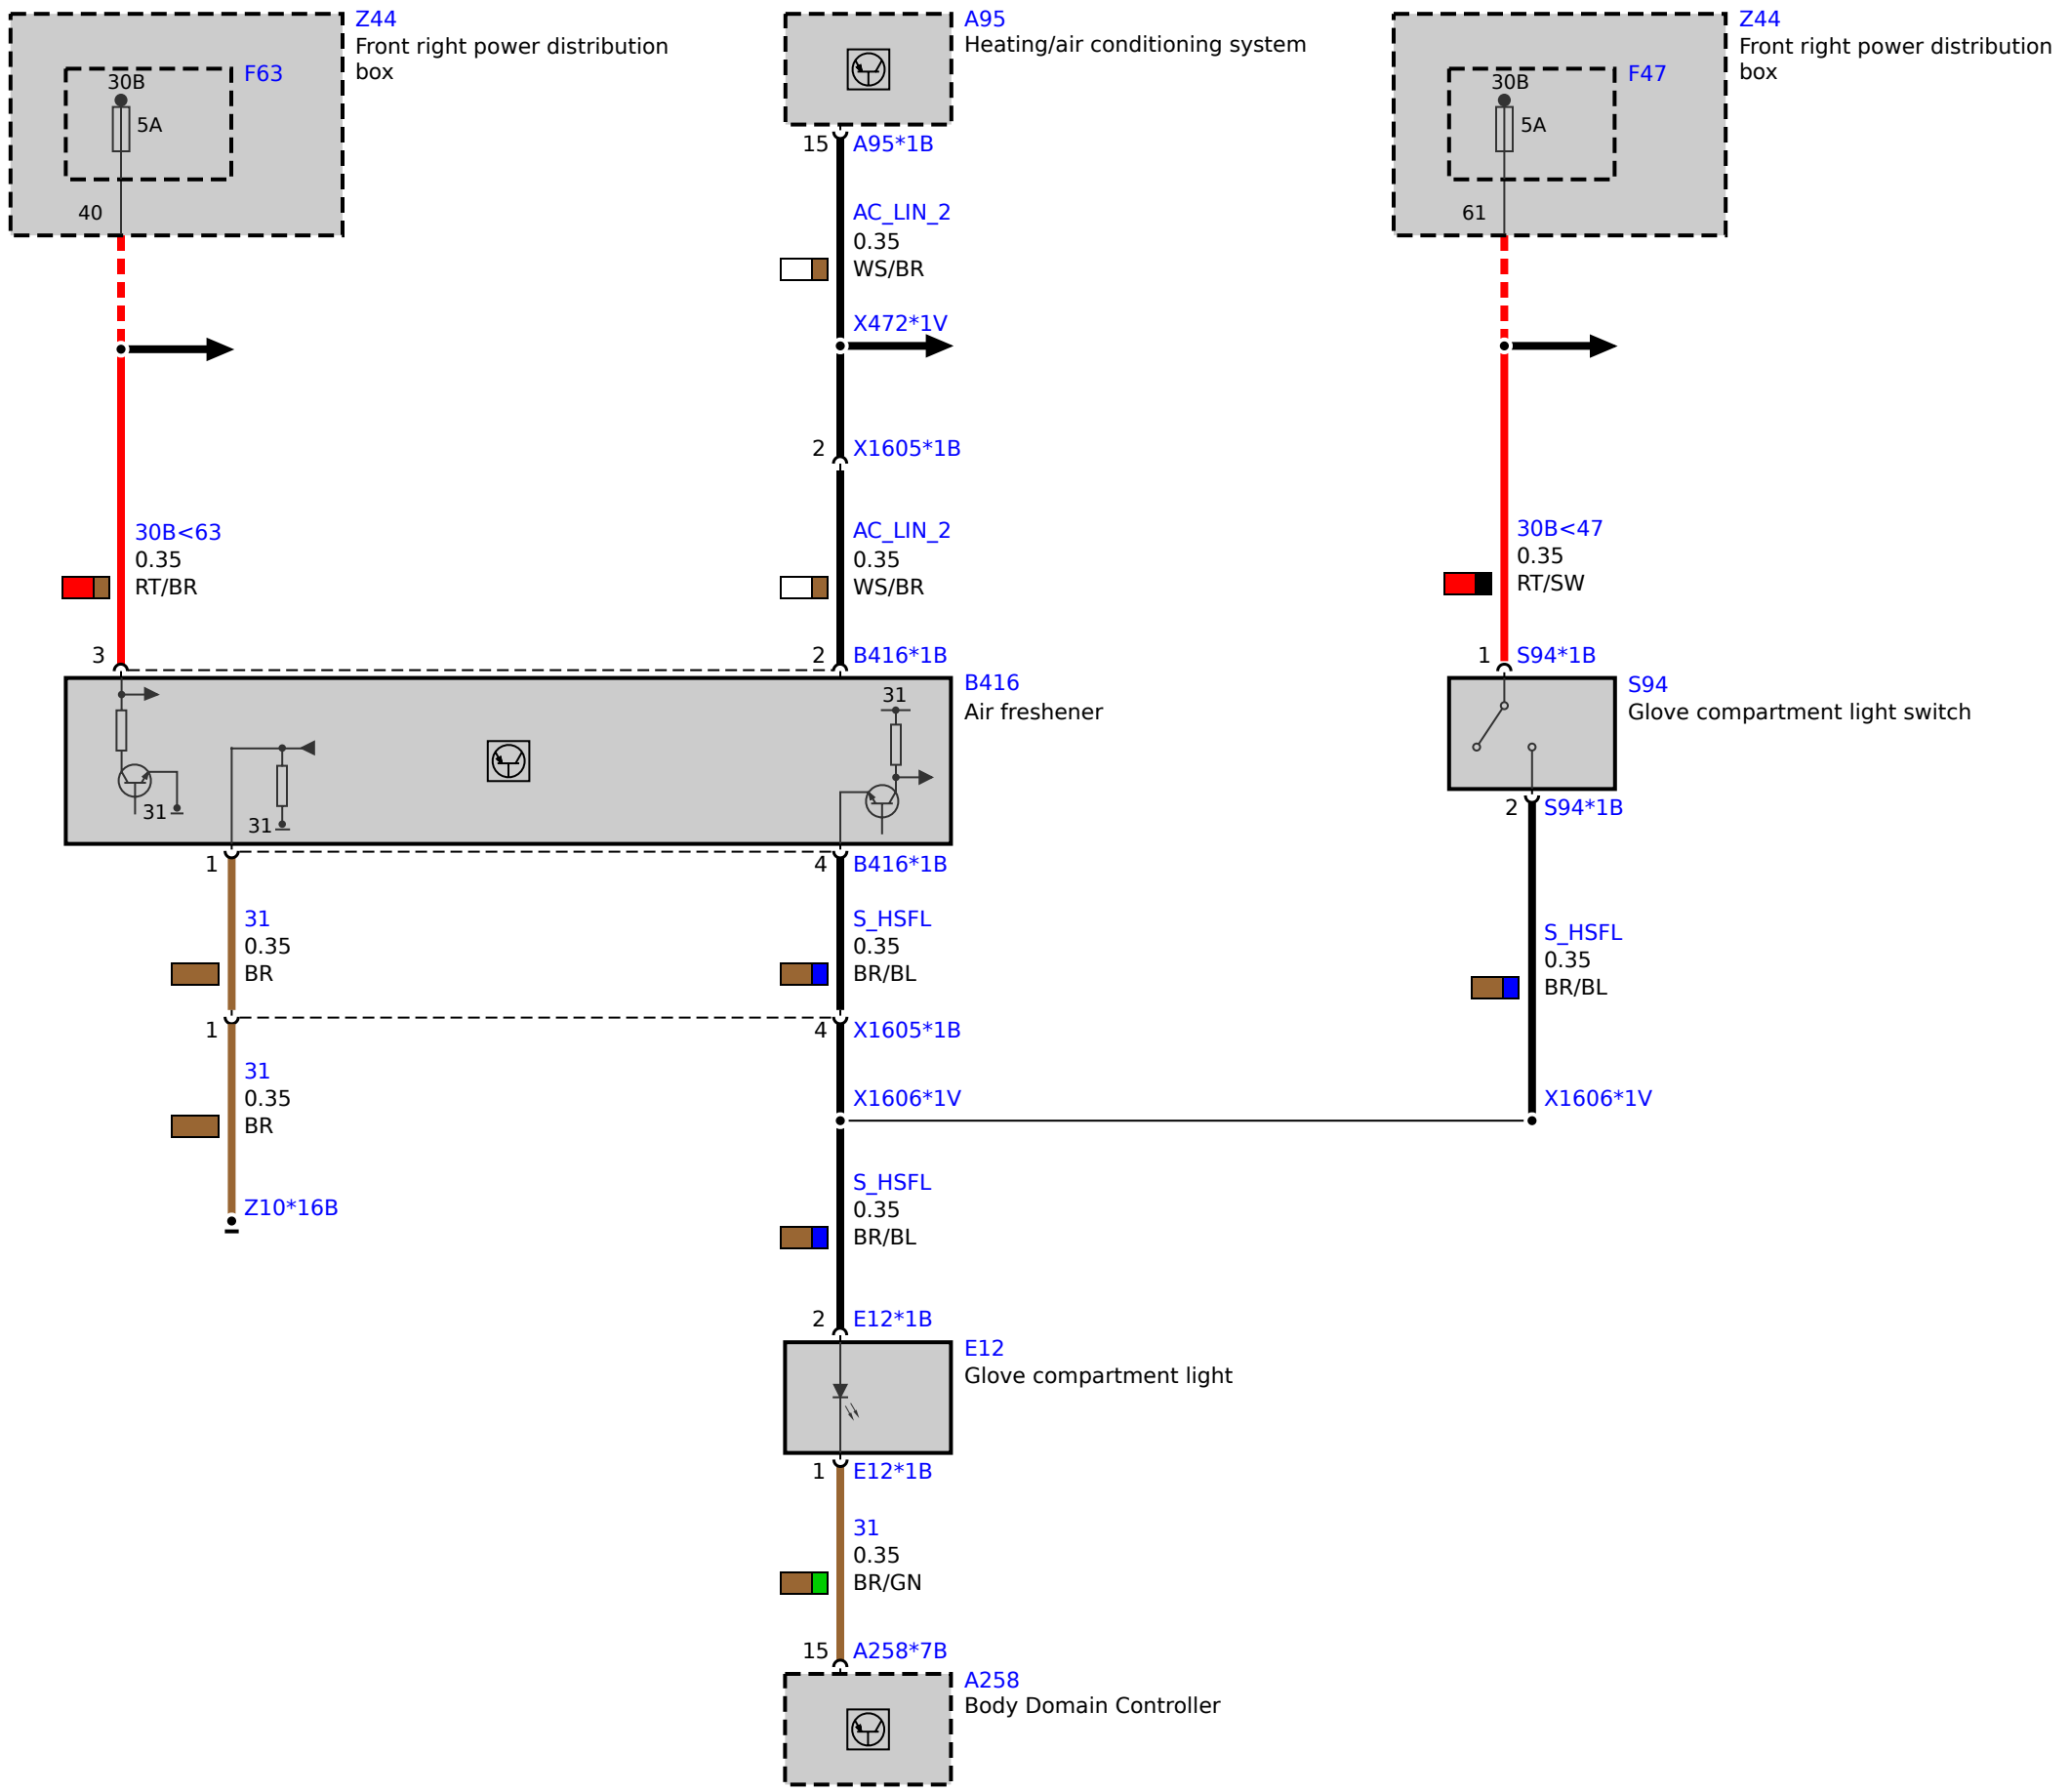 Z44
Front right power distribution
box
F63
30B
5A
40
A95
Heating/air conditioning system
15
A95*1B
Z44
Front right power distribution
box
F47
30B
5A
61
AC_LIN_2
0.35
WS/BR
X472*1V
2
X1605*1B
30B<63
0.35
RT/BR
AC_LIN_2
0.35
WS/BR
30B<47
0.35
RT/SW
3
2
B416*1B
1
S94*1B
B416
Air freshener
31
31
31
S94
Glove compartment light switch
2
S94*1B
1
4
B416*1B
31
0.35
BR
S_HSFL
0.35
BR/BL
S_HSFL
0.35
BR/BL
1
4
X1605*1B
31
0.35
BR
X1606*1V
X1606*1V
Z10*16B
S_HSFL
0.35
BR/BL
2
E12*1B
E12
Glove compartment light
1
E12*1B
31
0.35
BR/GN
15
A258*7B
A258
Body Domain Controller